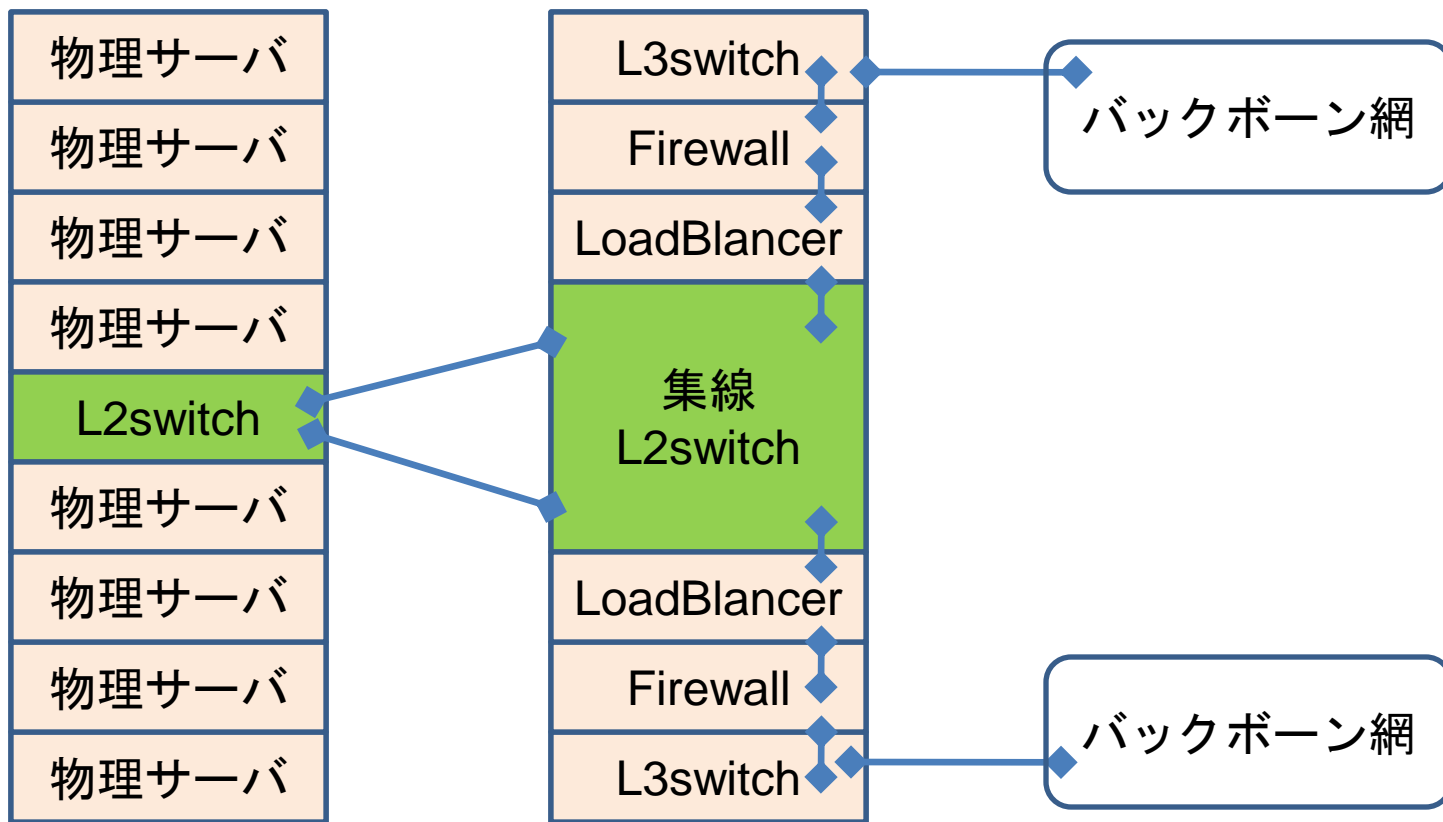 物理サーバ
物理サーバ
物理サーバ
物理サーバ
L2switch
物理サーバ
物理サーバ
物理サーバ
物理サーバ
L3switch
Firewall
LoadBlancer
集線
L2switch
LoadBlancer
Firewall
L3switch
バックボーン網
バックボーン網